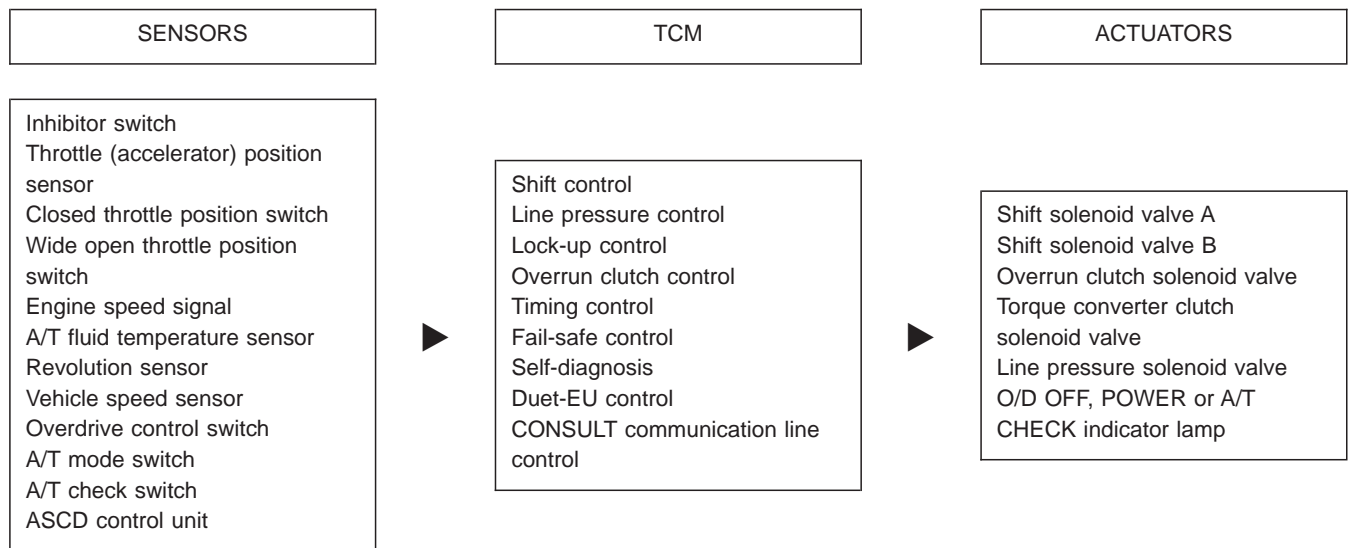 SENSORS
TCM
ACTUATORS
Inhibitor switch
Throttle (accelerator) position
sensor
Closed throttle position switch
Wide open throttle position
switch
Engine speed signal
A/T fluid temperature sensor
Revolution sensor
Vehicle speed sensor
Overdrive control switch
A/T mode switch
A/T check switch
ASCD control unit
Shift control
Line pressure control
Lock-up control
Overrun clutch control
Timing control
Fail-safe control
Self-diagnosis
Duet-EU control
CONSULT communication line
control
Shift solenoid valve A
Shift solenoid valve B
Overrun clutch solenoid valve
Torque converter clutch
solenoid valve
Line pressure solenoid valve
O/D OFF, POWER or A/T
CHECK indicator lamp